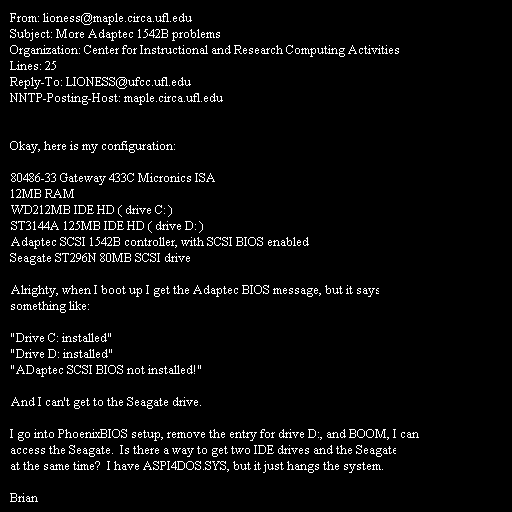 From: lioness@maple.circa.ufl.edu
Subject: More Adaptec 1542B problems
Organization: Center for Instructional and Research Computing Activities
Lines: 25
Reply-To: LIONESS@ufcc.ufl.edu
NNTP-Posting-Host: maple.circa.ufl.edu
Okay, here is my configuration:
80486-33 Gateway 433C Micronics ISA
12MB RAM
WD212MB IDE HD ( drive C: )
ST3144A 125MB IDE HD ( drive D: )
Adaptec SCSI 1542B controller, with SCSI BIOS enabled
Seagate ST296N 80MB SCSI drive
Alrighty, when I boot up I get the Adaptec BIOS message, but it says
something like:
"Drive C: installed"
"Drive D: installed"
"ADaptec SCSI BIOS not installed!"
And I can't get to the Seagate drive.
I go into PhoenixBIOS setup, remove the entry for drive D:, and BOOM, I can
access the Seagate.  Is there a way to get two IDE drives and the Seagate
at the same time?  I have ASPI4DOS.SYS, but it just hangs the system.
Brian